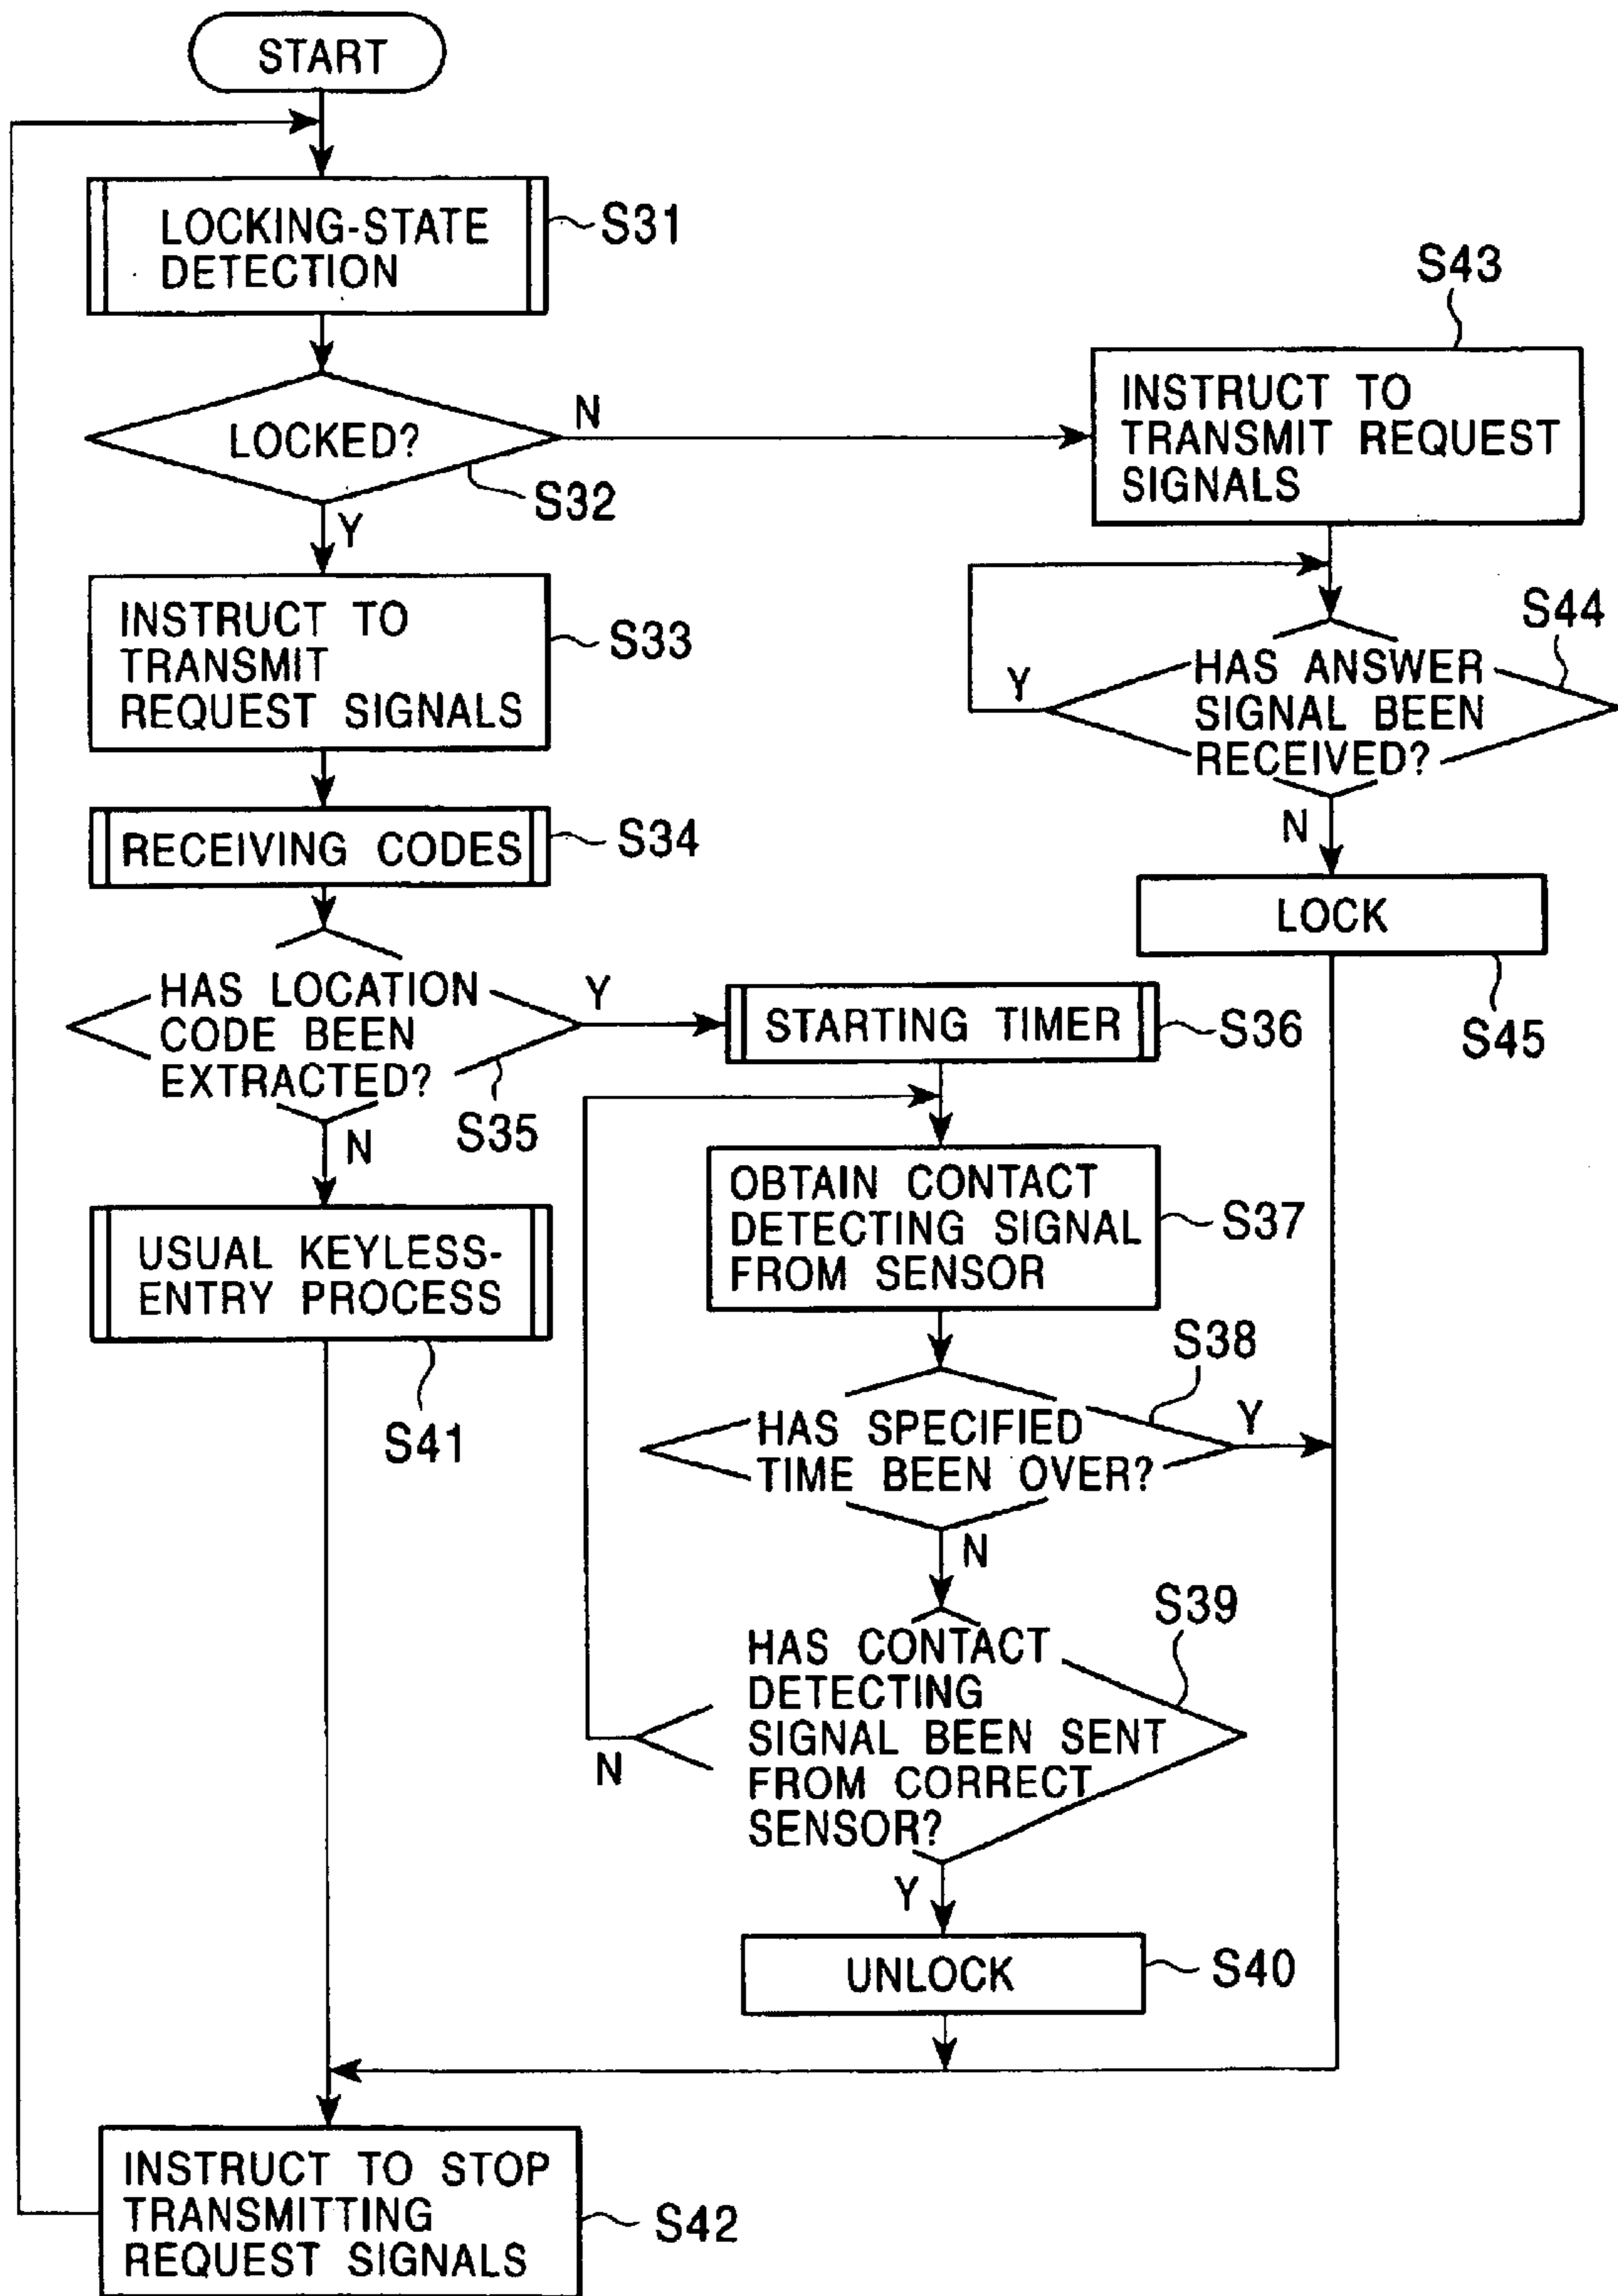 START
LOCKING-STATE
DETECTION
S31
LOCKED?
N
S32
Y
INSTRUCT TO
TRANSMIT
REQUEST SIGNALS
S33
RECEIVING CODES
S34
HAS LOCATION
CODE BEEN
EXTRACTED?
Y
S35
N
USUAL KEYLESS-
ENTRY PROCESS
S41
STARTING TIMER
S36
OBTAIN CONTACT
DETECTING SIGNAL
FROM SENSOR
S37
HAS SPECIFIED
TIME BEEN OVER?
S38
Y
N
HAS CONTACT
DETECTING
SIGNAL BEEN SENT
FROM CORRECT
SENSOR?
S39
N
Y
UNLOCK
S40
S43
INSTRUCT TO
TRANSMIT REQUEST
SIGNALS
S44
HAS ANSWER
SIGNAL BEEN
RECEIVED?
Y
N
LOCK
S45
INSTRUCT TO STOP
TRANSMITTING
REQUEST SIGNALS
S42